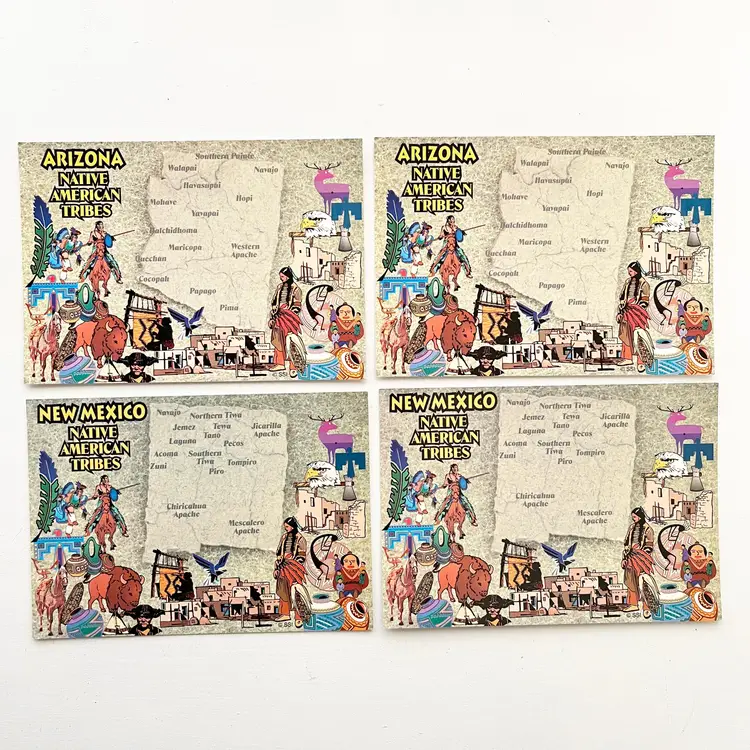 ARIZONA
NATIVE
AMERICAN
TRIBES
Southern Paiute
Walapai
Navajo
Havasupai
Mohave
Hopi
Yavapai
Halchidhoma
Maricopa
Western
Apache
Quechan
Cocopah
Papago
Pima
© SSI
ARIZONA
NATIVE
AMERICAN
TRIBES
Southern Paiute
Walapai
Navajo
Havasupai
Mohave
Hopi
Yavapai
Halchidhoma
Maricopa
Western
Apache
Quechan
Cocopah
Papago
Pima
© SSI
NEW MEXICO
NATIVE
AMERICAN
TRIBES
Navajo
Northern Tiwa
Jemez
Tewa
Jicarilla
Apache
Tano
Laguna
Pecos
Acoma
Southern
Tiwa
Zuni
Tompiro
Piro
Chiricahua
Apache
Mescalero
Apache
© SSI
NEW MEXICO
NATIVE
AMERICAN
TRIBES
Navajo
Northern Tiwa
Jemez
Tewa
Jicarilla
Apache
Tano
Laguna
Pecos
Acoma
Southern
Tiwa
Zuni
Tompiro
Piro
Chiricahua
Apache
Mescalero
Apache
© SSI